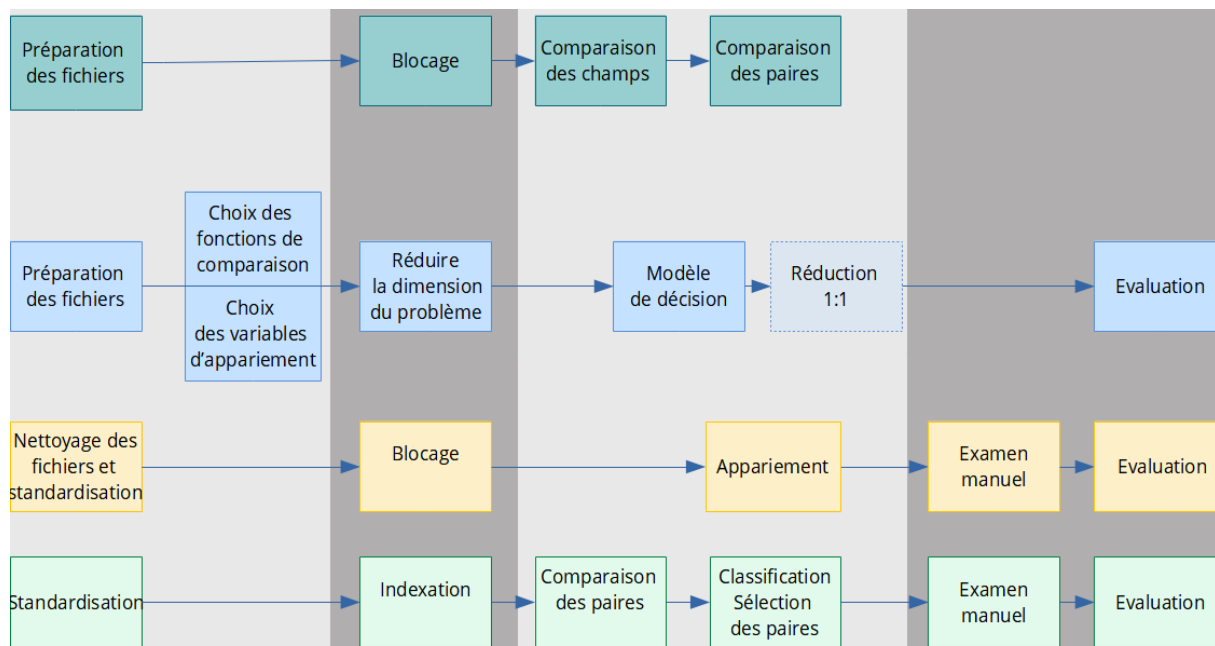 Préparation
des fichiers
Blocage
Comparaison
des champs
Comparaison
des paires
Choix des
fonctions de
comparaison
Choix
des variables
d'appariement
Préparation
des fichiers
Réduire
la dimension
du problème
Modèle
de décision
Réduction
1:1
Evaluation
Nettoyage des
fichiers et
standardisation
Blocage
Appariement
Examen
manuel
Evaluation
Standardisation
Indexation
Comparaison
des paires
Classification
Sélection
des paires
Examen
manuel
Evaluation